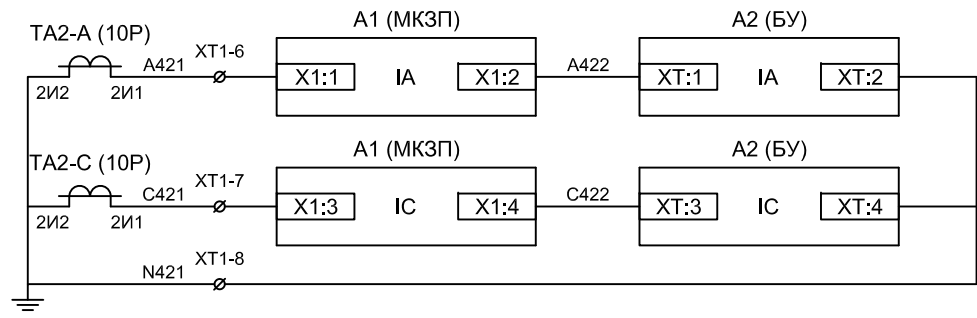 A1 (МКЗП)
A2 (БУ)
TA2-A (10P)
XT1-6
A421
2И2
2И1
X1:1
IA
X1:2
A422
XT:1
IA
XT:2
A1 (МКЗП)
A2 (БУ)
TA2-C (10P)
XT1-7
C421
2И2
2И1
X1:3
IC
X1:4
C422
XT:3
IC
XT:4
XT1-8
N421